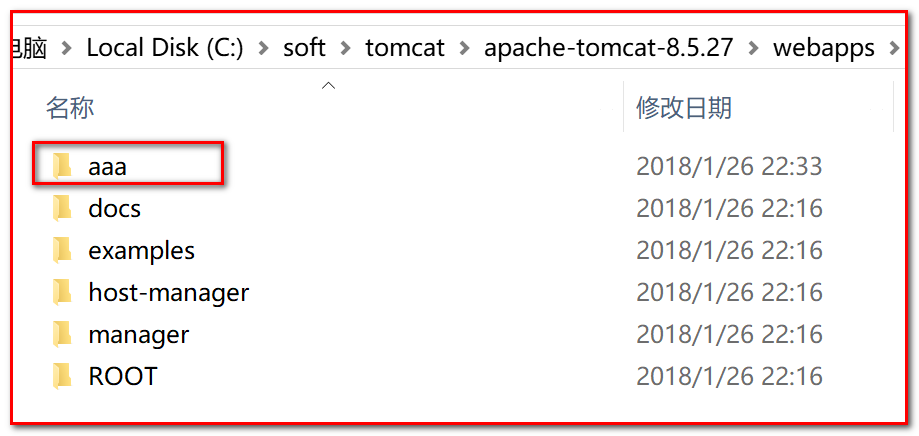 电脑 > Local Disk (C:) > soft > tomcat > apache-tomcat-8.5.27 > webapps >
名称 修改日期
aaa 2018/1/26 22:33
docs 2018/1/26 22:16
examples 2018/1/26 22:16
host-manager 2018/1/26 22:16
manager 2018/1/26 22:16
ROOT 2018/1/26 22:16